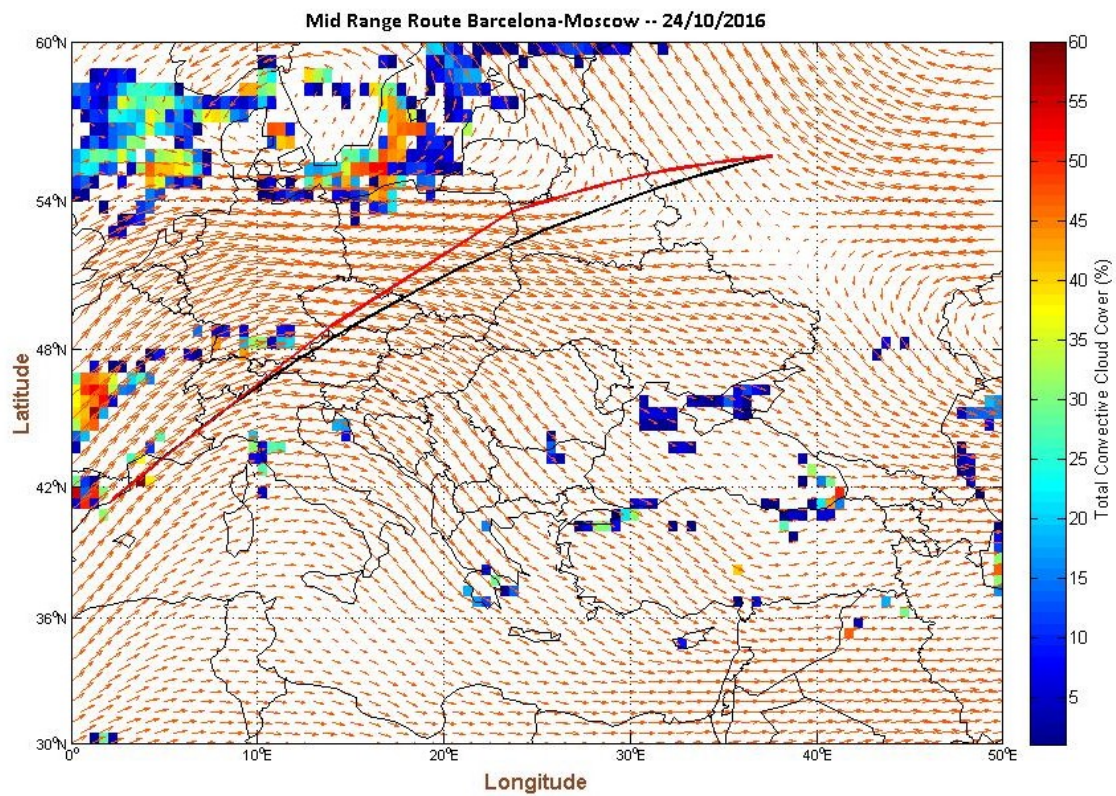 Mid Range Route Barcelona-Moscow -- 24/10/2016
60°N
54°N
48°N
42°N
36°N
30°N
0°
10°E
20°E
30°E
40°E
50°E
Latitude
Longitude
60
55
50
45
40
35
30
25
20
15
10
5
Total Convective Cloud Cover (%)